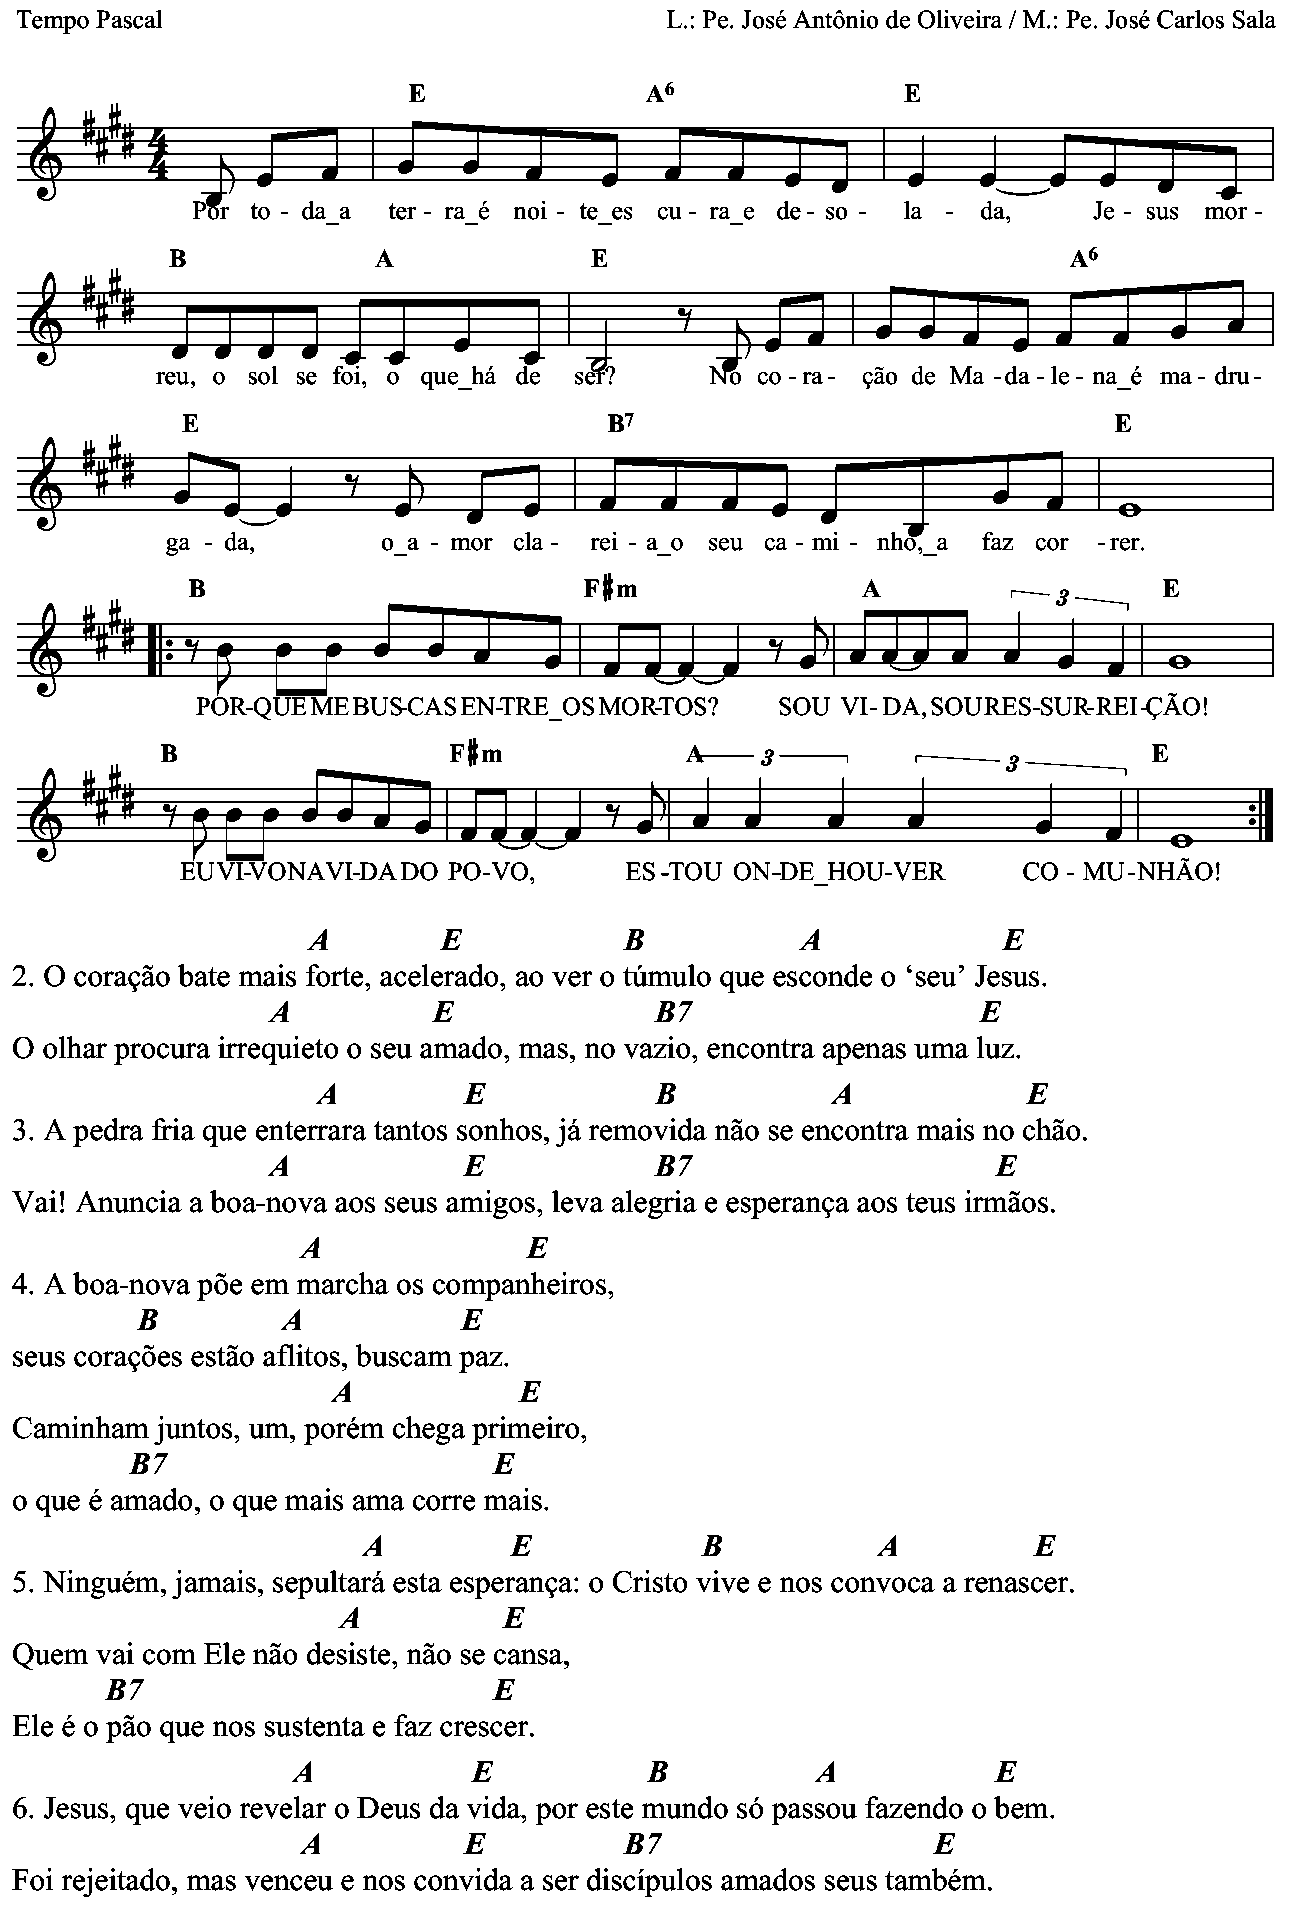 Tempo Pascal L.: Pe. José Antônio de Oliveira / M.: Pe. José Carlos Sala
E A6 E
Por to - da_a ter - ra_é noi - te_es cu - ra_e de - so - la - da, Je - sus mor -
B A E A6
reu, o sol se foi, o que_há de ser? No co - ra - ção de Ma - da - le - na_é ma - dru -
E B7 E
ga - da, o_a - mor cla - rei - a_o seu ca - mi - nho,_a faz cor - rer.
B F#m A 3 E
POR-QUE ME BUS-CAS EN-TRE_OS MOR-TOS? SOU VI-DA, SOU RES-SUR-REI-ÇÃO!
B F#m A 3 3 E
EU VI-VO NA VI-DA DO PO-VO, ES-TOU ON-DE_HOU-VER CO-MU-NHÃO!
A E B A E
2. O coração bate mais forte, acelerado, ao ver o túmulo que esconde o ‘seu’ Jesus.
A E B7 E
O olhar procura irrequieto o seu amado, mas, no vazio, encontra apenas uma luz.
A E B A E
3. A pedra fria que enterrara tantos sonhos, já removida não se encontra mais no chão.
A E B7 E
Vai! Anuncia a boa-nova aos seus amigos, leva alegria e esperança aos teus irmãos.
A E
4. A boa-nova põe em marcha os companheiros,
B A E
seus corações estão aflitos, buscam paz.
A E
Caminham juntos, um, porém chega primeiro,
B7 E
o que é amado, o que mais ama corre mais.
A E B A E
5. Ninguém, jamais, sepultará esta esperança: o Cristo vive e nos convoca a renascer.
A E
Quem vai com Ele não desiste, não se cansa,
B7 E
Ele é o pão que nos sustenta e faz crescer.
A E B A E
6. Jesus, que veio revelar o Deus da vida, por este mundo só passou fazendo o bem.
A E B7 E
Foi rejeitado, mas venceu e nos convida a ser discípulos amados seus também.